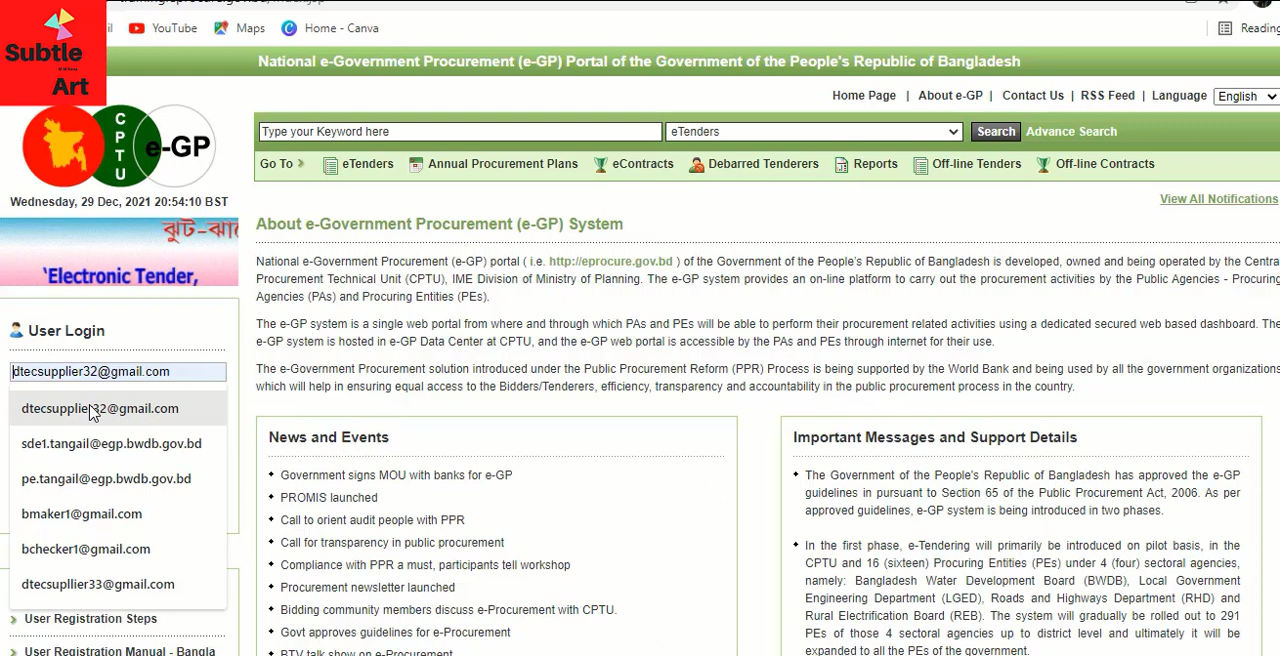 YouTube Maps Home - Canva Reading
Subtle
Art
National e-Government Procurement (e-GP) Portal of the Government of the People's Republic of Bangladesh
Home Page | About e-GP | Contact Us | RSS Feed | Language English
C
P
T
U
e-GP
Type your Keyword here eTenders Search Advance Search
Go To eTenders Annual Procurement Plans eContracts Debarred Tenderers Reports Off-line Tenders Off-line Contracts
Wednesday, 29 Dec, 2021 20:54:10 BST
View All Notifications
'Electronic Tender,
About e-Government Procurement (e-GP) System
National e-Government Procurement (e-GP) portal ( i.e. http://eprocure.gov.bd ) of the Government of the People's Republic of Bangladesh is developed, owned and being operated by the Centra
Procurement Technical Unit (CPTU), IME Division of Ministry of Planning. The e-GP system provides an on-line platform to carry out the procurement activities by the Public Agencies - Procuring
Agencies (PAs) and Procuring Entities (PEs).
The e-GP system is a single web portal from where and through which PAs and PEs will be able to perform their procurement related activities using a dedicated secured web based dashboard. The
e-GP system is hosted in e-GP Data Center at CPTU, and the e-GP web portal is accessible by the PAs and PEs through internet for their use.
The e-Government Procurement solution introduced under the Public Procurement Reform (PPR) Process is being supported by the World Bank and being used by all the government organizations
which will help in ensuring equal access to the Bidders/Tenderers, efficiency, transparency and accountability in the public procurement process in the country.
User Login
dtecsupplier32@gmail.com
dtecsupplier32@gmail.com
sde1.tangail@egp.bwdb.gov.bd
pe.tangail@egp.bwdb.gov.bd
bmaker1@gmail.com
bchecker1@gmail.com
dtecsupllier33@gmail.com
User Registration Steps
User Registration Manual - Bangla
News and Events
Government signs MOU with banks for e-GP
PROMIS launched
Call to orient audit people with PPR
Call for transparency in public procurement
Compliance with PPR a must, participants tell workshop
Procurement newsletter launched
Bidding community members discuss e-Procurement with CPTU.
Govt approves guidelines for e-Procurement
BTV talk show on e-Procurement
Important Messages and Support Details
The Government of the People's Republic of Bangladesh has approved the e-GP
guidelines in pursuant to Section 65 of the Public Procurement Act, 2006. As per
approved guidelines, e-GP system is being introduced in two phases.
In the first phase, e-Tendering will primarily be introduced on pilot basis, in the
CPTU and 16 (sixteen) Procuring Entities (PEs) under 4 (four) sectoral agencies,
namely: Bangladesh Water Development Board (BWDB), Local Government
Engineering Department (LGED), Roads and Highways Department (RHD) and
Rural Electrification Board (REB). The system will gradually be rolled out to 291
PEs of those 4 sectoral agencies up to district level and ultimately it will be
expanded to all the PEs of the government.